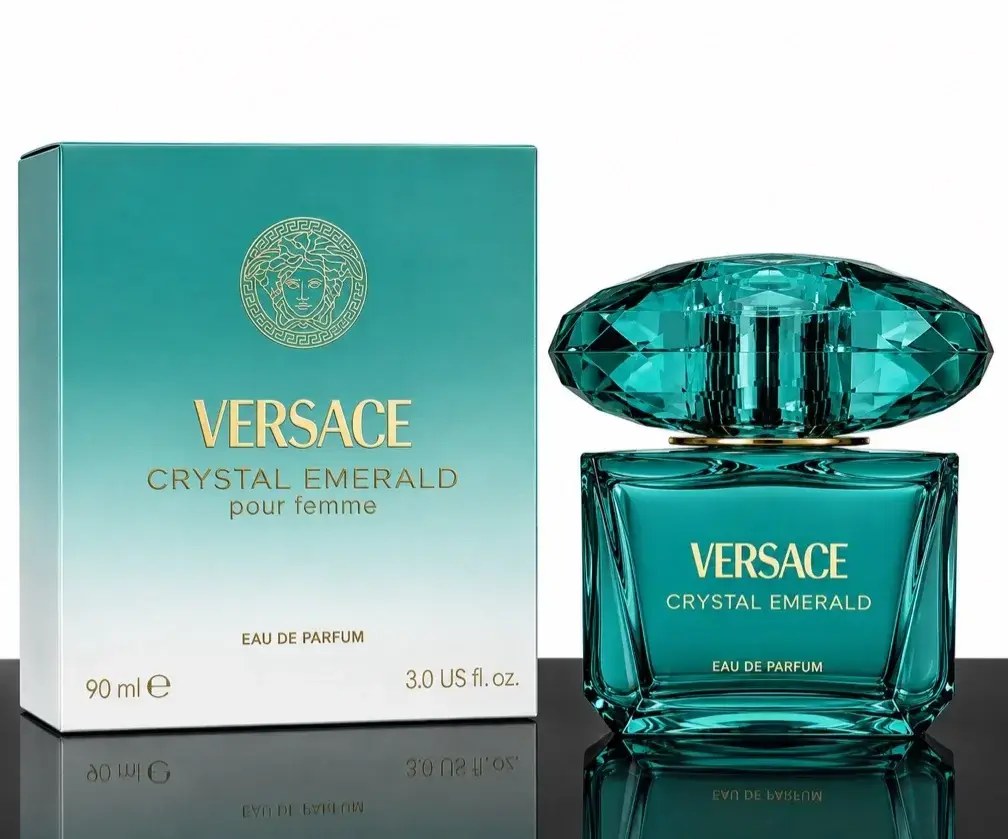 VERSACE
CRYSTAL EMERALD
pour femme
EAU DE PARFUM
90 ml ℮
3.0 US fl. oz.
VERSACE
CRYSTAL EMERALD
EAU DE PARFUM